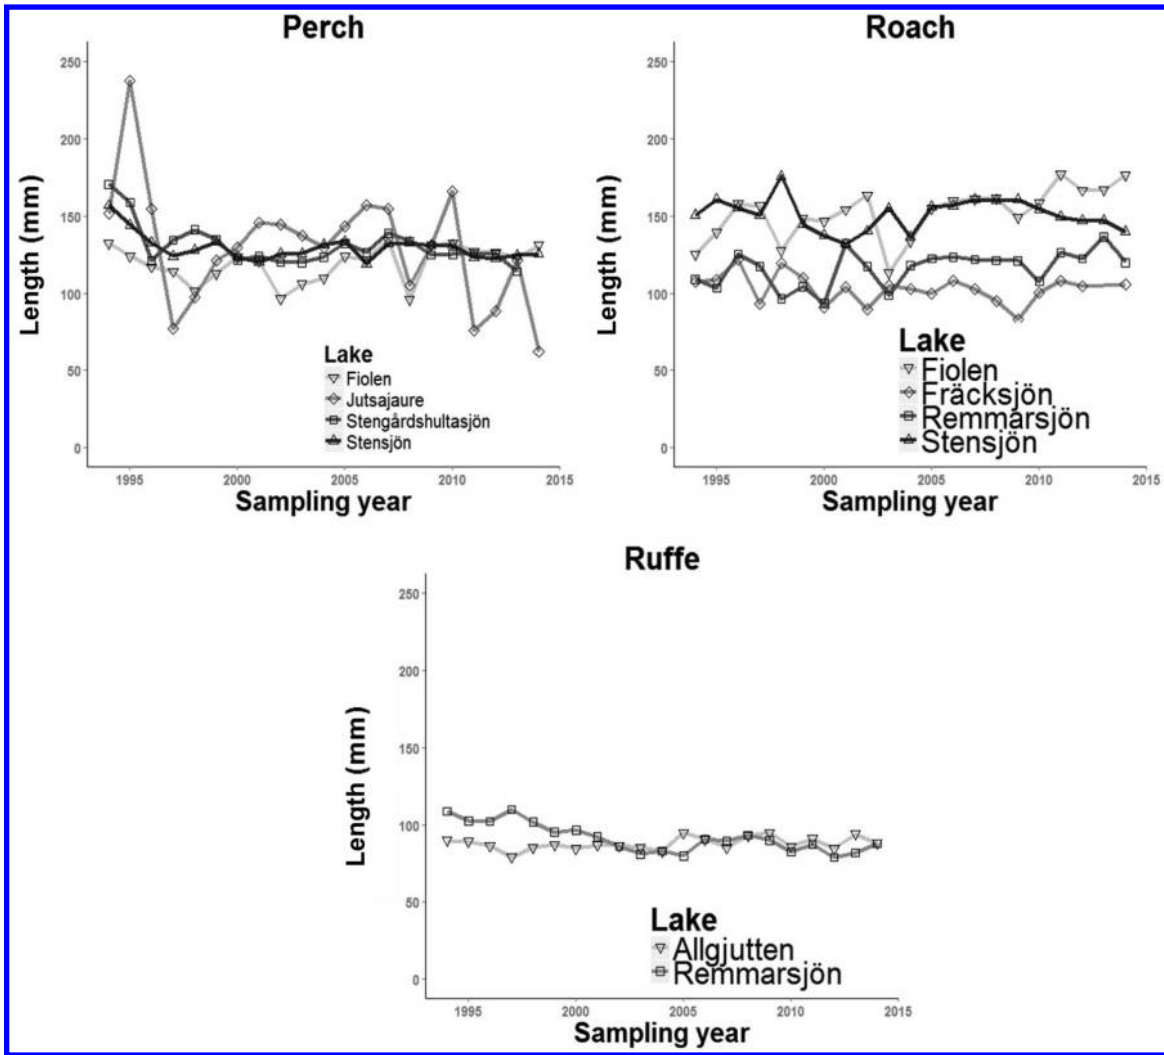 Perch
250
200
150
100
50
0
Length (mm)
Lake
Fiolen
Jutsajaure
Stengårdshultasjön
Stensjön
1995 2000 2005 2010 2015
Sampling year
Roach
250
200
150
100
50
0
Length (mm)
Lake
Fiolen
Fräcksjön
Remmarsjön
Stensjön
1995 2000 2005 2010 2015
Sampling year
Ruffe
250
200
150
100
50
0
Length (mm)
Lake
Allgjutten
Remmarsjön
1995 2000 2005 2010 2015
Sampling year